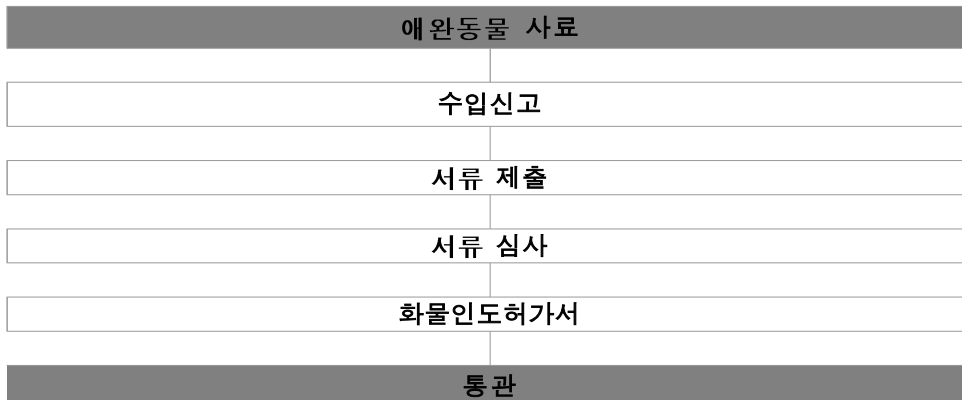 애완동물 사료
수입신고
서류 제출
서류 심사
화물인도허가서
통관